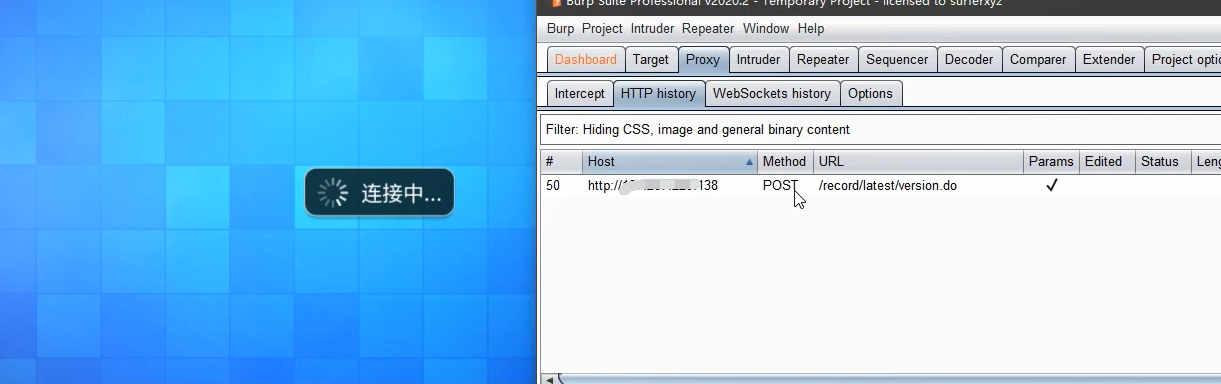 连接中...
Burp Suite Professional v2020.2 - Temporary Project - licensed to surferxyz
Burp Project Intruder Repeater Window Help
Dashboard Target Proxy Intruder Repeater Sequencer Decoder Comparer Extender Project
Intercept HTTP history WebSockets history Options
Filter: Hiding CSS, image and general binary content
# Host Method URL Params Edited Status
50 http:// 138 POST /record/latest/version.do ✓